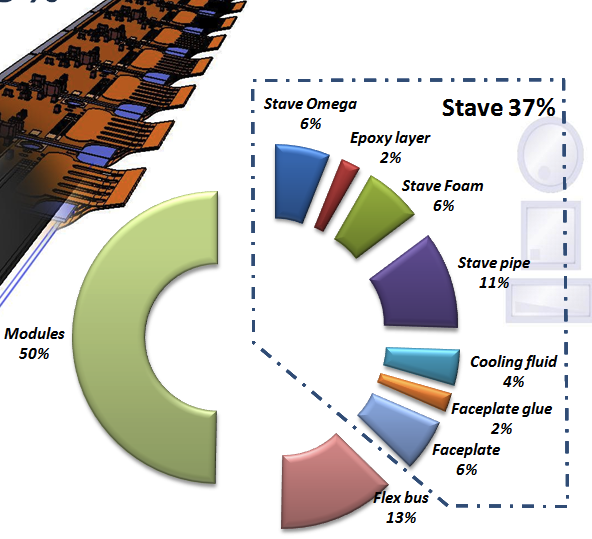 %
Stave 37%
Stave Omega
6%
Epoxy layer
2%
Stave Foam
6%
Stave pipe
11%
Modules
50%
Cooling fluid
4%
Faceplate glue
2%
Faceplate
6%
Flex bus
13%